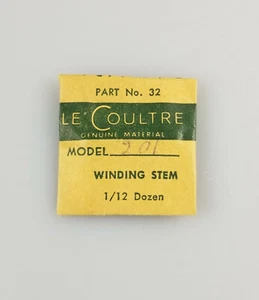 PART No. 32
LECOULTRE
GENUINE MATERIAL
MODEL 201
WINDING STEM
1/12 Dozen